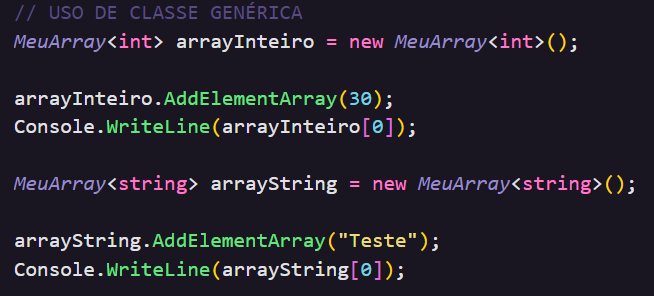 // USO DE CLASSE GENÉRICA
MeuArray<int> arrayInteiro = new MeuArray<int>();
arrayInteiro.AddElementArray(30);
Console.WriteLine(arrayInteiro[0]);
MeuArray<string> arrayString = new MeuArray<string>();
arrayString.AddElementArray("Teste");
Console.WriteLine(arrayString[0]);